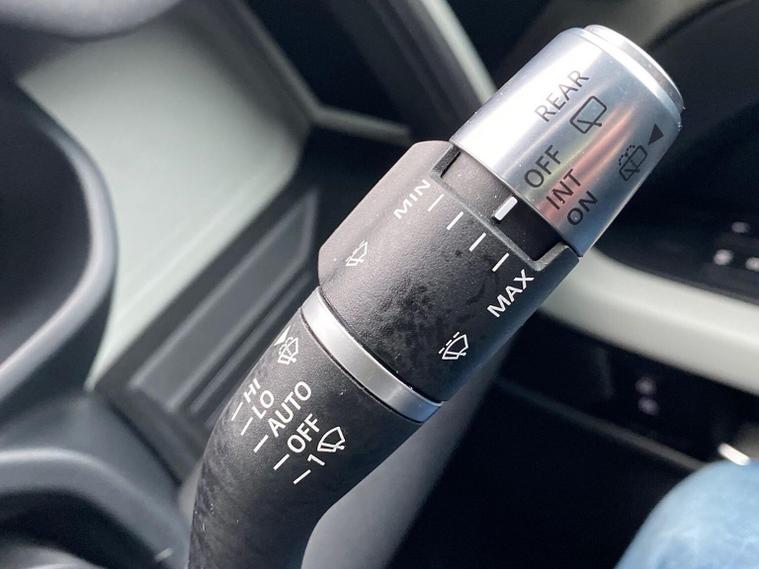 REAR
OFF
INT
ON
MIN
MAX
HI
LO
AUTO
OFF
1